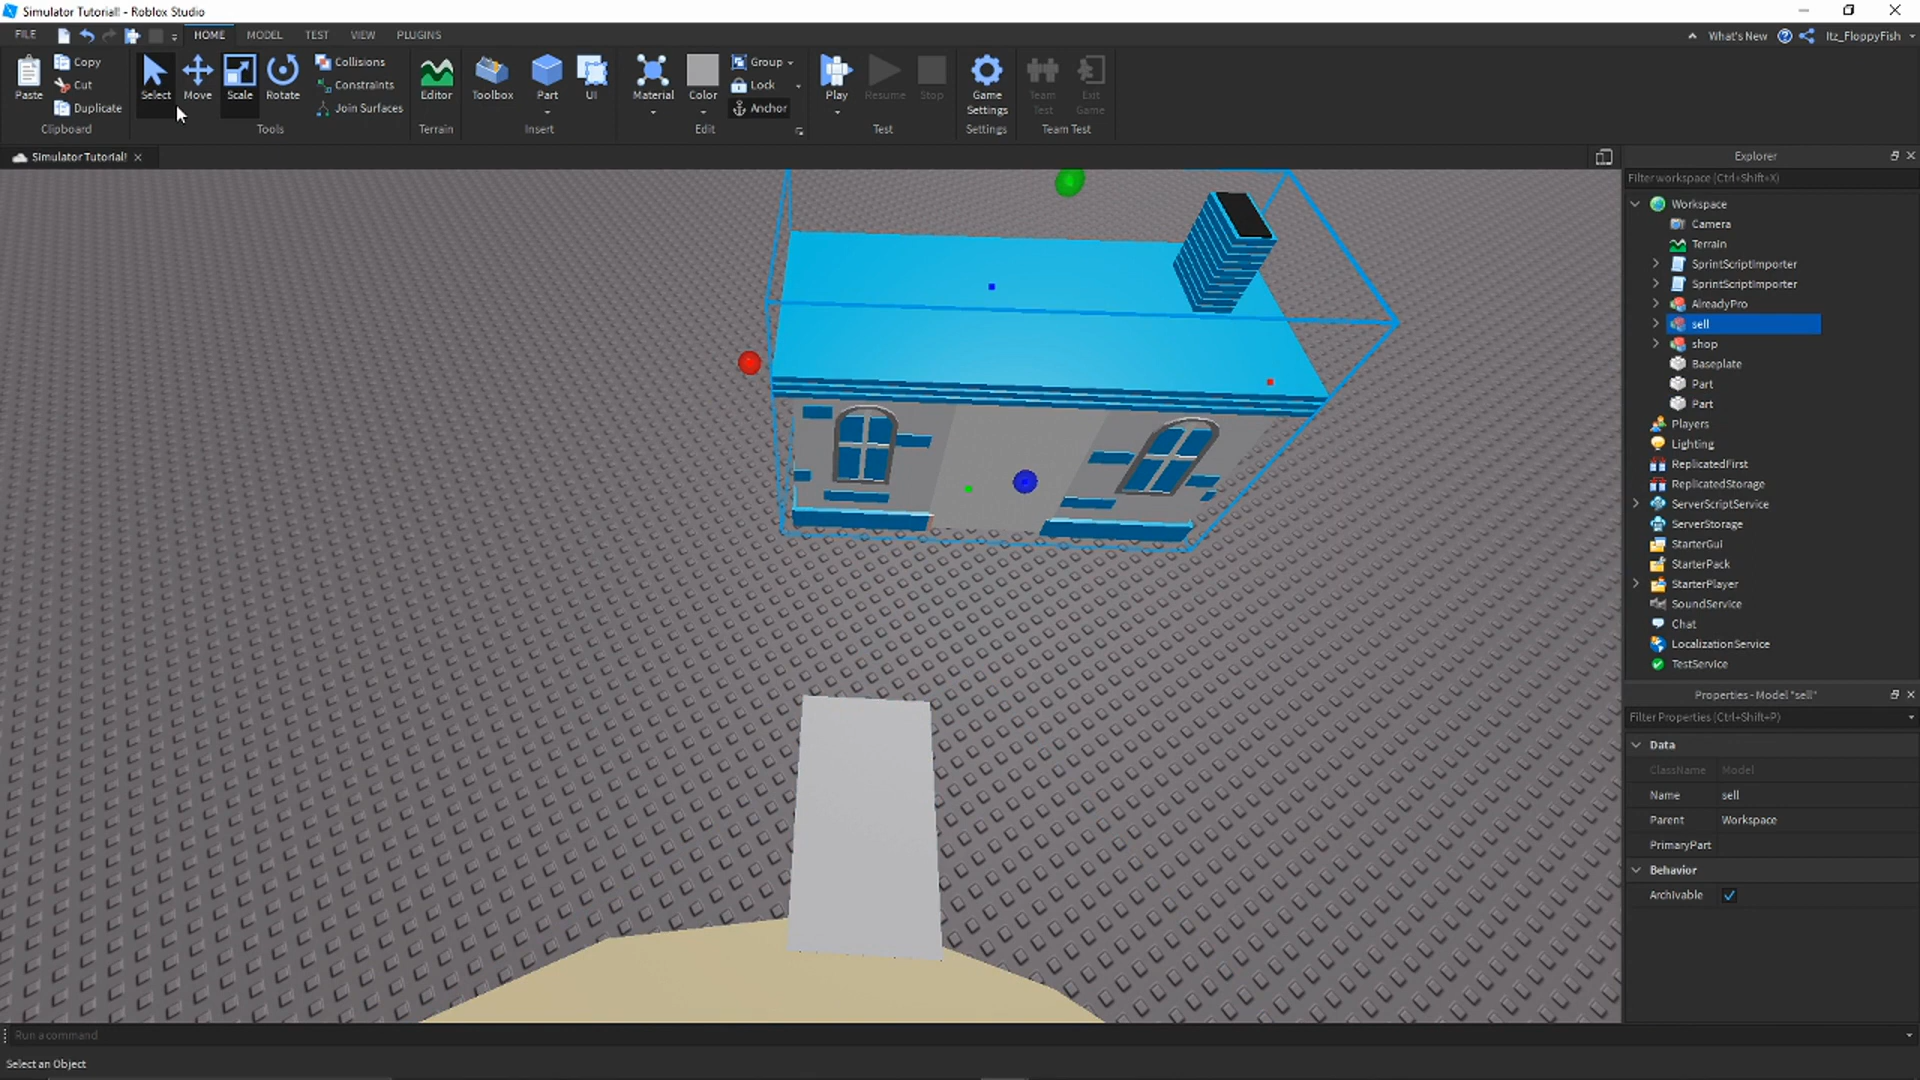 Simulator Tutorial! - Roblox Studio
FILE HOME MODEL TEST VIEW PLUGINS What's New Itz_FloppyFish
Paste Copy Cut Duplicate Clipboard
Select Move Scale Rotate Collisions Constraints Join Surfaces Tools
Editor Terrain
Toolbox Part UI Insert
Material Color Group Lock Anchor Edit
Play Resume Stop Test
Game Settings Settings
Team Test Exit Game Team Test
Simulator Tutorial!
Explorer
Filter workspace (Ctrl+Shift+X)
Workspace
Camera
Terrain
SprintScriptImporter
SprintScriptImporter
AlreadyPro
sell
shop
Baseplate
Part
Part
Players
Lighting
ReplicatedFirst
ReplicatedStorage
ServerScriptService
ServerStorage
StarterGui
StarterPack
StarterPlayer
SoundService
Chat
LocalizationService
TestService
Properties - Model "sell"
Filter Properties (Ctrl+Shift+P)
Data
ClassName Model
Name sell
Parent Workspace
PrimaryPart
Behavior
Archivable
Run a command
Select an Object